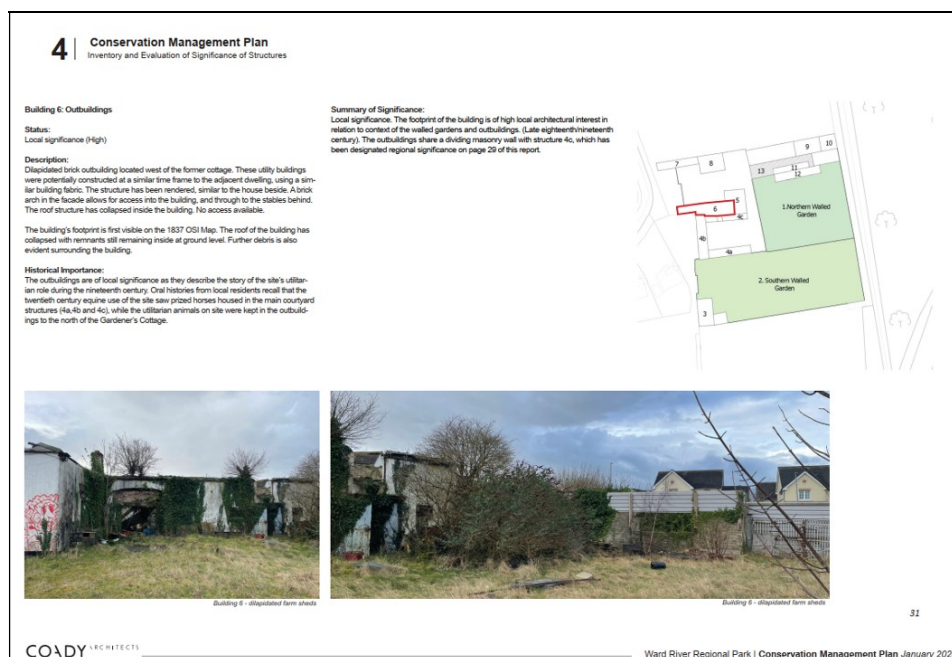 4
Conservation Management Plan
Inventory and Evaluation of Significance of Structures
Building 6: Outbuildings
Status:
Local significance (High)
Description:
Dilapidated brick outbuilding located west of the former cottage. These utility buildings
were potentially constructed at a similar time frame to the adjacent dwelling, using a sim-
ilar building fabric. The structure has been rendered, similar to the house beside. A brick
arch in the facade allows for access into the building, and through to the stables behind.
The roof structure has collapsed inside the building. No access available.
The building's footprint is first visible on the 1837 OSI Map. The roof of the building has
collapsed with remnants still remaining inside at ground level. Further debris is also
evident surrounding the building.
Historical Importance:
The outbuildings are of local significance as they describe the story of the site's utilitar-
ian role during the nineteenth century. Oral histories from local residents recall that the
twentieth century equine use of the site saw prized horses housed in the main courtyard
structures (4a,4b and 4c), while the utilitarian animals on site were kept in the outbuild-
ings to the north of the Gardener's Cottage.
Summary of Significance:
Local significance. The footprint of the building is of high local architectural interest in
relation to context of the walled gardens and outbuildings. (Late eighteenth/nineteenth
century). The outbuildings share a dividing masonry wall with structure 4c, which has
been designated regional significance on page 29 of this report.
7
8
9
10
11
12
13
5
6
4c
4b
4a
1.Northern Walled
Garden
2. Southern Walled
Garden
3
Building 6 - dilapidated farm sheds
Building 6 - dilapidated farm sheds
31
COADY ARCHITECTS
Ward River Regional Park | Conservation Management Plan January 202